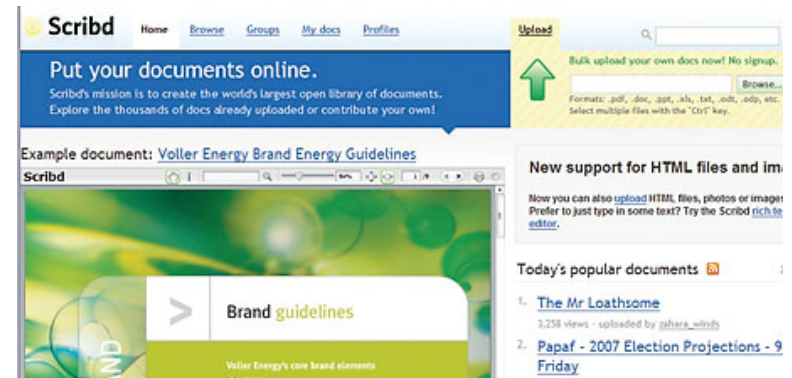 Scribd
Home Browse Groups My docs Profiles
Upload
Put your documents online.
Scribd's mission is to create the world's largest open library of documents.
Explore the thousands of docs already uploaded or contribute your own!
Bulk upload your own docs now! No signup.
Browse...
Formats: .pdf, .doc, .ppt, .xls, .txt, .odt, .odp, etc.
Select multiple files with the "Ctrl" key.
Example document: Voller Energy Brand Energy Guidelines
Scribd
Brand guidelines
Voller Energy's core brand elements
New support for HTML files and im
Now you can also upload HTML files, photos or images
Prefer to just type in some text? Try the Scribd rich te
editor.
Today's popular documents
1. The Mr Loathsome
3,258 views - uploaded by zahara_winds
2. Papaf - 2007 Election Projections - 9
Friday